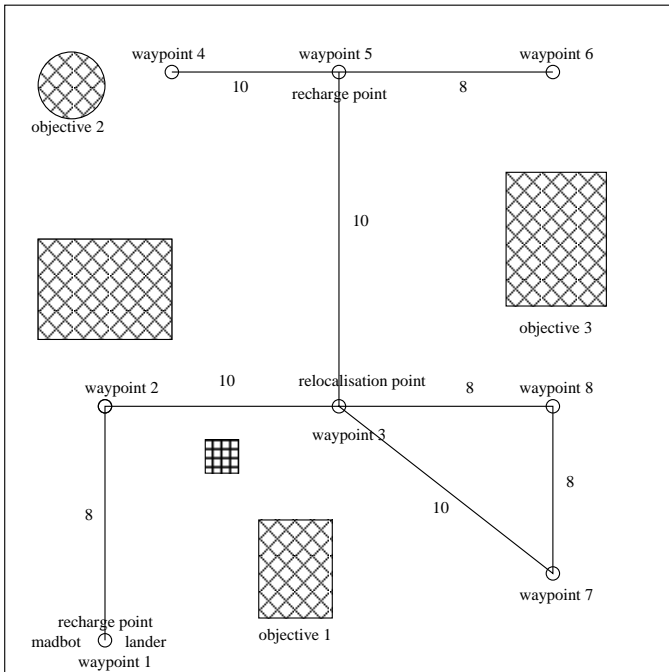 waypoint 4
waypoint 5
waypoint 6
10
8
recharge point
objective 2
10
objective 3
waypoint 2
10
relocalisation point
8
waypoint 8
waypoint 3
8
10
8
waypoint 7
recharge point
madbot
lander
objective 1
waypoint 1